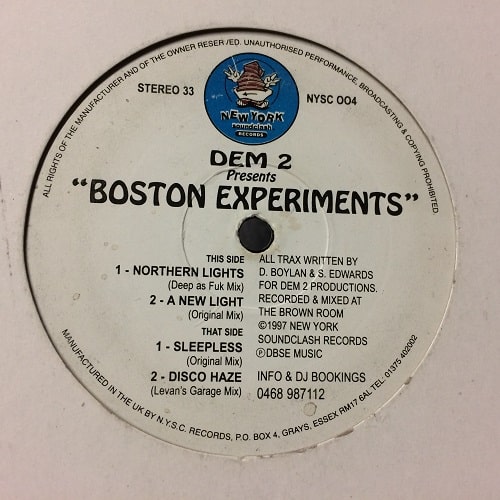 ALL RIGHTS OF THE MANUFACTURER AND OF THE OWNER RESER /ED. UNAUTHORISED PERFORMANCE, BROADCASTING & COPYING PROHIBITED.
STEREO 33
NYSC 004
NEW YORK
soundclash
RECORDS
DEM 2
Presents
"BOSTON EXPERIMENTS"
THIS SIDE
1 - NORTHERN LIGHTS
(Deep as Fuk Mix)
2 - A NEW LIGHT
(Original Mix)
THAT SIDE
1 - SLEEPLESS
(Original Mix)
2 - DISCO HAZE
(Levan's Garage Mix)
ALL TRAX WRITTEN BY
D. BOYLAN & S. EDWARDS
FOR DEM 2 PRODUCTIONS.
RECORDED & MIXED AT
THE BROWN ROOM
©1997 NEW YORK
SOUNDCLASH RECORDS
℗DBSE MUSIC
INFO & DJ BOOKINGS
0468 987112
MANUFACTURED IN THE UK BY N.Y.S.C. RECORDS, P.O. BOX 4, GRAYS, ESSEX RM17 6AL TEL. 01375 402002